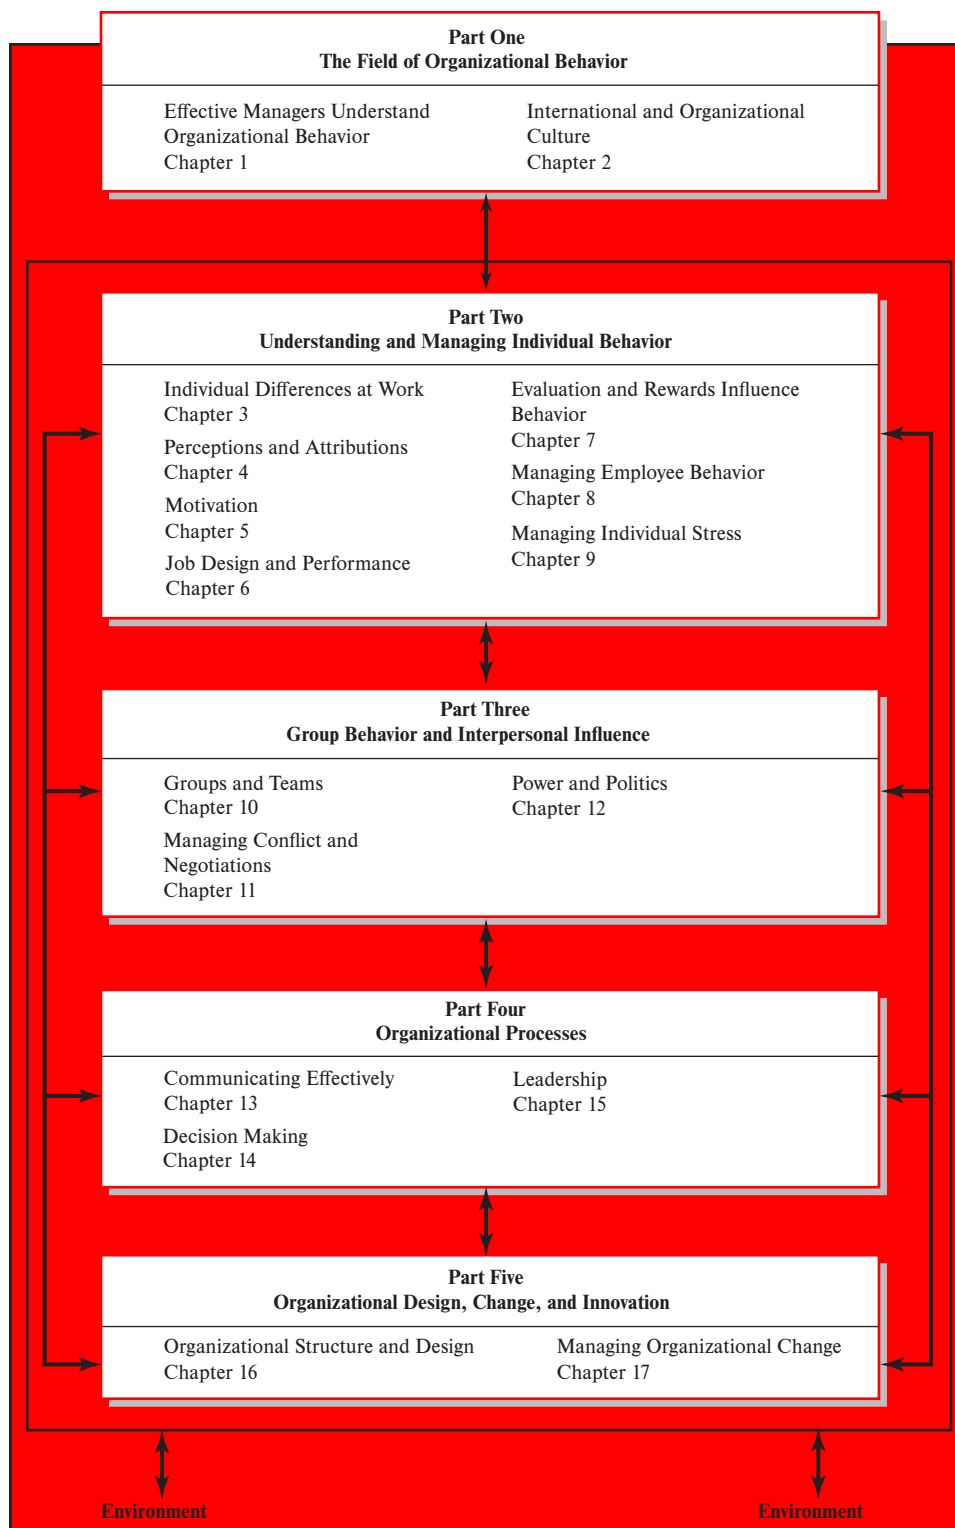 Part One
The Field of Organizational Behavior
Effective Managers Understand
Organizational Behavior
Chapter 1
International and Organizational
Culture
Chapter 2
Part Two
Understanding and Managing Individual Behavior
Individual Differences at Work
Chapter 3
Perceptions and Attributions
Chapter 4
Motivation
Chapter 5
Job Design and Performance
Chapter 6
Evaluation and Rewards Influence
Behavior
Chapter 7
Managing Employee Behavior
Chapter 8
Managing Individual Stress
Chapter 9
Part Three
Group Behavior and Interpersonal Influence
Groups and Teams
Chapter 10
Managing Conflict and
Negotiations
Chapter 11
Power and Politics
Chapter 12
Part Four
Organizational Processes
Communicating Effectively
Chapter 13
Decision Making
Chapter 14
Leadership
Chapter 15
Part Five
Organizational Design, Change, and Innovation
Organizational Structure and Design
Chapter 16
Managing Organizational Change
Chapter 17
Environment
Environment